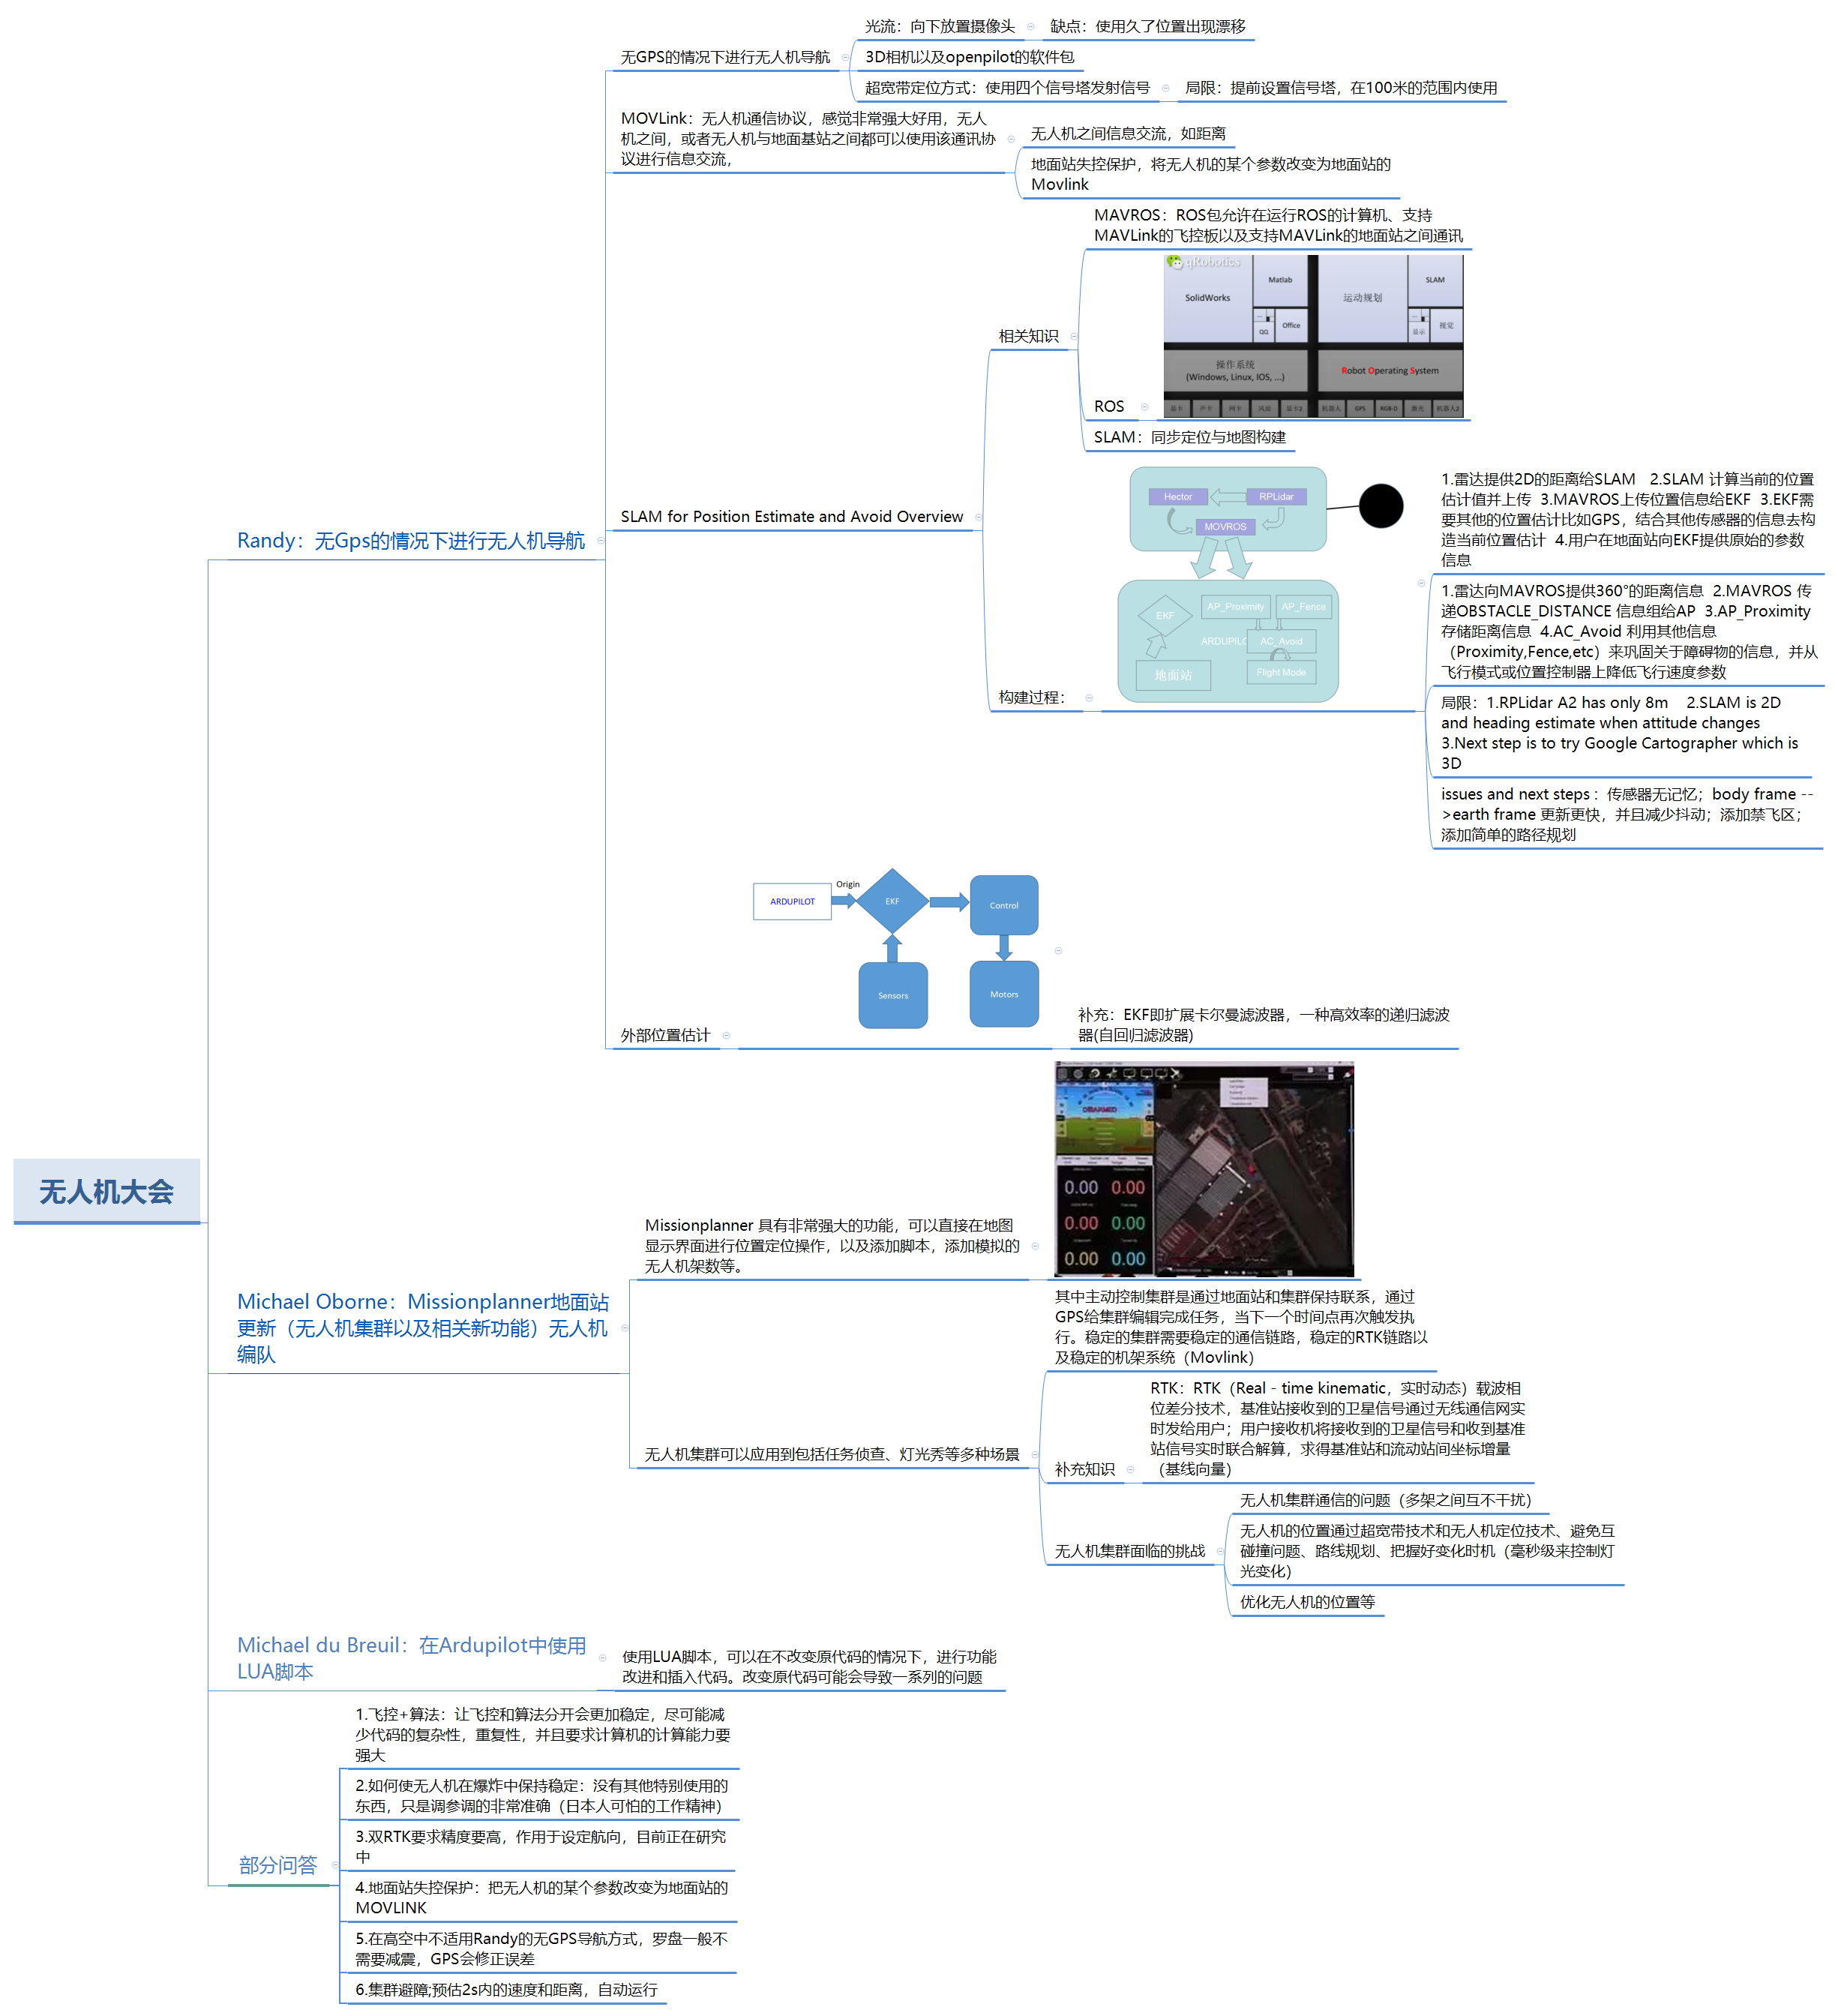 光流：向下放置摄像头
缺点：使用久了位置出现漂移
无GPS的情况下进行无人机导航
3D相机以及openpilot的软件包
超宽带定位方式：使用四个信号塔发射信号
局限：提前设置信号塔，在100米的范围内使用
MOVLink：无人机通信协议，感觉非常强大好用，无人
机之间，或者无人机与地面基站之间都可以使用该通讯协
议进行信息交流，
无人机之间信息交流，如距离
地面站失控保护，将无人机的某个参数改变为地面站的
Movlink
MAVROS：ROS包允许在运行ROS的计算机、支持
MAVLink的飞控板以及支持MAVLink的地面站之间通讯
相关知识
qRobotics
SolidWorks
Matlab
QQ
Office
运动规划
SLAM
显示
视觉
操作系统
(Windows, Linux, IOS, ...)
Robot Operating System
显卡
声卡
网卡
风扇
显卡2
机器人
GPS
RGB-D
激光
机器人2
ROS
SLAM：同步定位与地图构建
SLAM for Position Estimate and Avoid Overview
Hector
RPLidar
MOVROS
EKF
AP_Proximity
AP_Fence
ARDUPILO
AC_Avoid
地面站
Flight Mode
构建过程：
1.雷达提供2D的距离给SLAM 2.SLAM 计算当前的位置
估计值并上传 3.MAVROS上传位置信息给EKF 3.EKF需
要其他的位置估计比如GPS，结合其他传感器的信息去构
造当前位置估计 4.用户在地面站向EKF提供原始的参数
信息
1.雷达向MAVROS提供360°的距离信息 2.MAVROS 传
递OBSTACLE_DISTANCE 信息组给AP 3.AP_Proximity
存储距离信息 4.AC_Avoid 利用其他信息
（Proximity,Fence,etc）来巩固关于障碍物的信息，并从
飞行模式或位置控制器上降低飞行速度参数
局限：1.RPLidar A2 has only 8m 2.SLAM is 2D
and heading estimate when attitude changes
3.Next step is to try Google Cartographer which is
3D
issues and next steps：传感器无记忆；body frame --
>earth frame 更新更快，并且减少抖动；添加禁飞区；
添加简单的路径规划
Randy：无Gps的情况下进行无人机导航
ARDUPILOT
Origin
EKF
Control
Sensors
Motors
外部位置估计
补充：EKF即扩展卡尔曼滤波器，一种高效率的递归滤波
器(自回归滤波器)
无人机大会
Michael Oborne：Missionplanner地面站
更新（无人机集群以及相关新功能）无人机
编队
Missionplanner 具有非常强大的功能，可以直接在地图
显示界面进行位置定位操作，以及添加脚本，添加模拟的
无人机架数等。
DISARMED
0.00 0.00
0.00 0.00
0.00 0.00
无人机集群可以应用到包括任务侦查、灯光秀等多种场景
其中主动控制集群是通过地面站和集群保持联系，通过
GPS给集群编辑完成任务，当下一个时间点再次触发执
行。稳定的集群需要稳定的通信链路，稳定的RTK链路以
及稳定的机架系统（Movlink）
补充知识
RTK：RTK（Real - time kinematic，实时动态）载波相
位差分技术，基准站接收到的卫星信号通过无线通信网实
时发给用户；用户接收机将接收到的卫星信号和收到基准
站信号实时联合解算，求得基准站和流动站间坐标增量
（基线向量）
无人机集群面临的挑战
无人机集群通信的问题（多架之间互不干扰）
无人机的位置通过超宽带技术和无人机定位技术、避免互
碰撞问题、路线规划、把握好变化时机（毫秒级来控制灯
光变化）
优化无人机的位置等
Michael du Breuil：在Ardupilot中使用
LUA脚本
使用LUA脚本，可以在不改变原代码的情况下，进行功能
改进和插入代码。改变原代码可能会导致一系列的问题
部分问答
1.飞控+算法：让飞控和算法分开会更加稳定，尽可能减
少代码的复杂性，重复性，并且要求计算机的计算能力要
强大
2.如何使无人机在爆炸中保持稳定：没有其他特别使用的
东西，只是调参调的非常准确（日本人可怕的工作精神）
3.双RTK要求精度要高，作用于设定航向，目前正在研究
中
4.地面站失控保护：把无人机的某个参数改变为地面站的
MOVLINK
5.在高空中不适用Randy的无GPS导航方式，罗盘一般不
需要减震，GPS会修正误差
6.集群避障;预估2s内的速度和距离，自动运行